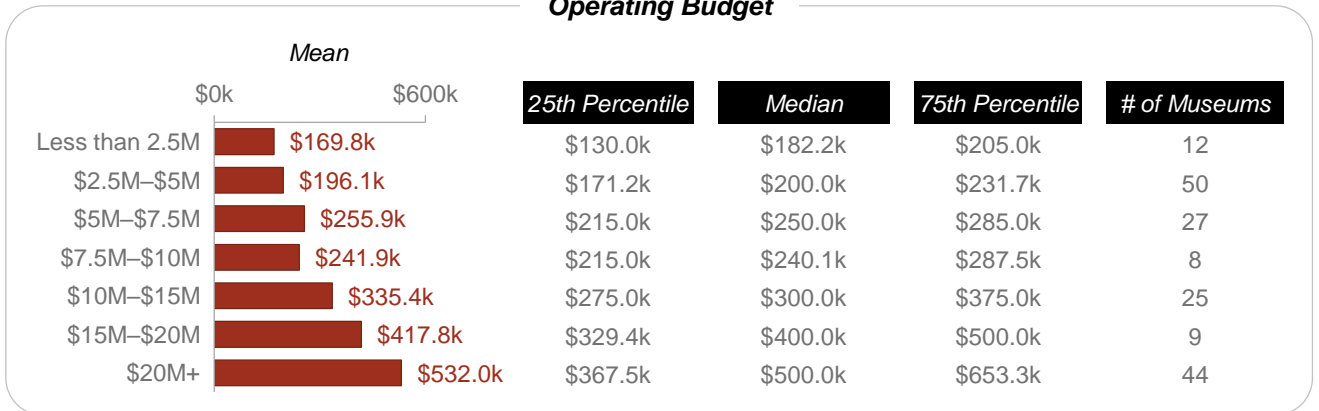 Operating Budget
Mean
$0k $600k 25th Percentile Median 75th Percentile # of Museums
Less than 2.5M $169.8k $130.0k $182.2k $205.0k 12
$2.5M–$5M $196.1k $171.2k $200.0k $231.7k 50
$5M–$7.5M $255.9k $215.0k $250.0k $285.0k 27
$7.5M–$10M $241.9k $215.0k $240.1k $287.5k 8
$10M–$15M $335.4k $275.0k $300.0k $375.0k 25
$15M–$20M $417.8k $329.4k $400.0k $500.0k 9
$20M+ $532.0k $367.5k $500.0k $653.3k 44